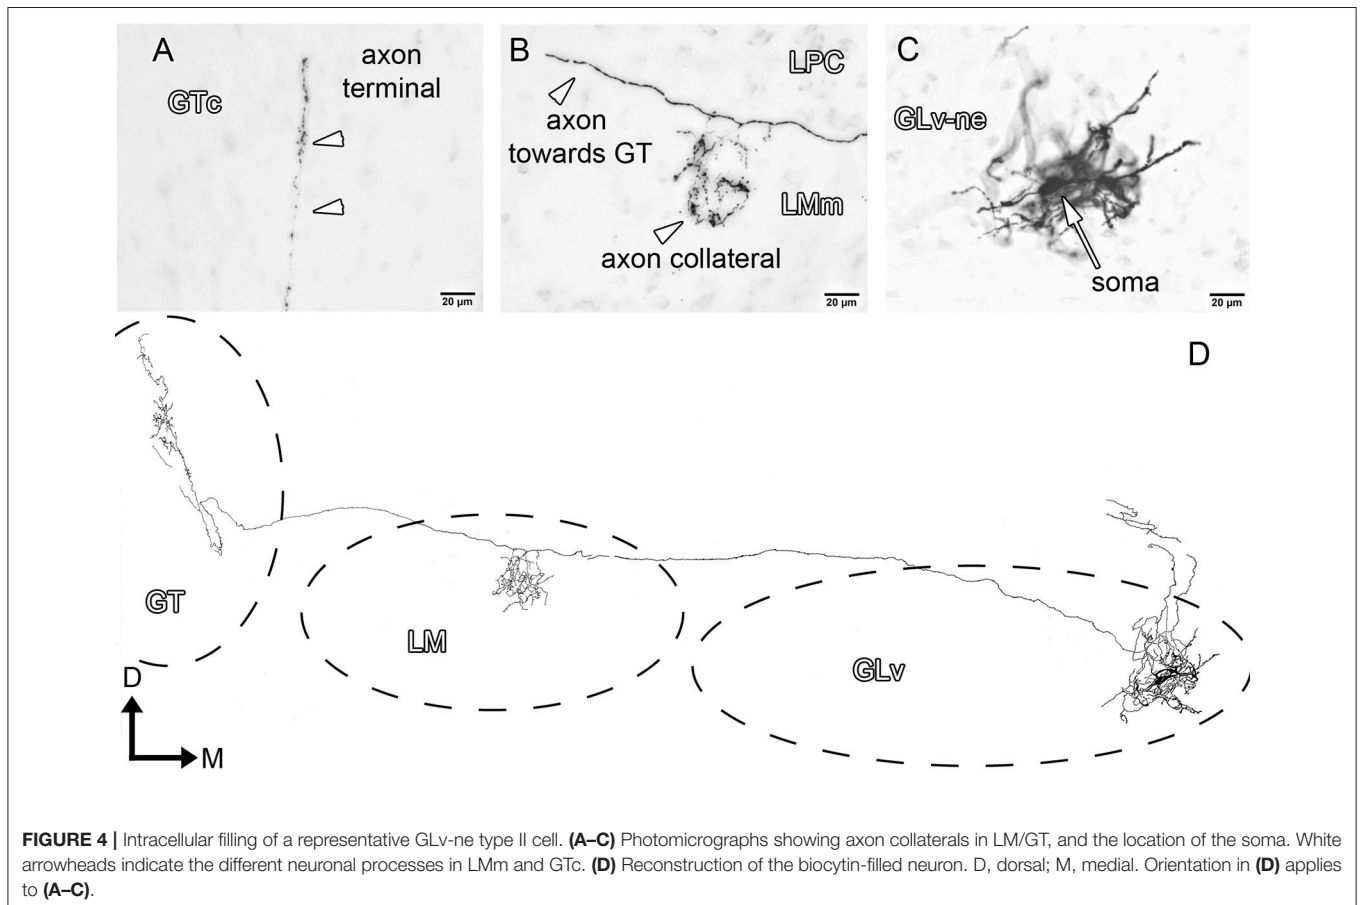 A
axon
terminal
GTc
20 µm
B
LPC
axon
towards GT
LMm
axon collateral
20 µm
C
GLv-ne
soma
20 µm
D
GT
LM
GLv
D
M
FIGURE 4 | Intracellular filling of a representative GLv-ne type II cell. (A–C) Photomicrographs showing axon collaterals in LM/GT, and the location of the soma. White
arrowheads indicate the different neuronal processes in LMm and GTc. (D) Reconstruction of the biocytin-filled neuron. D, dorsal; M, medial. Orientation in (D) applies
to (A–C).